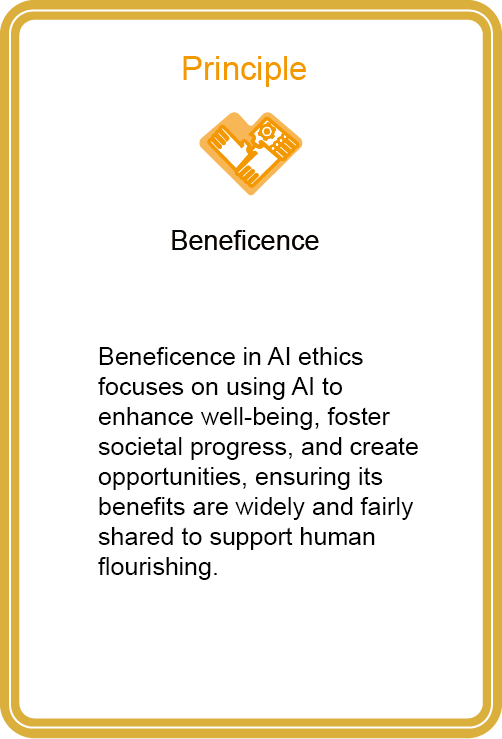 Principle
Beneficence
Beneficence in AI ethics
focuses on using AI to
enhance well-being, foster
societal progress, and create
opportunities, ensuring its
benefits are widely and fairly
shared to support human
flourishing.